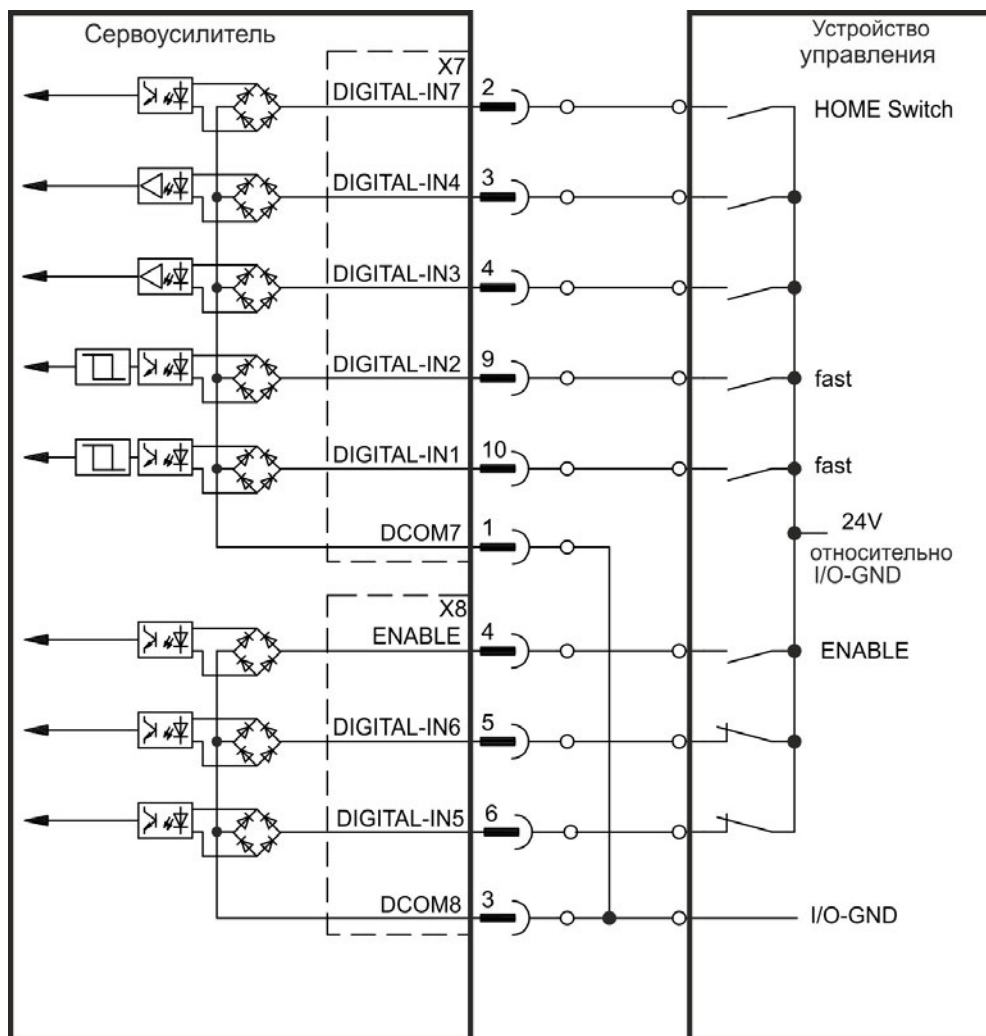 Сервоусилитель
Устройство
управления
X7
DIGITAL-IN7
2
HOME Switch
DIGITAL-IN4
3
DIGITAL-IN3
4
DIGITAL-IN2
9
fast
DIGITAL-IN1
10
fast
DCOM7
1
24V
относительно
I/O-GND
X8
ENABLE
4
ENABLE
DIGITAL-IN6
5
DIGITAL-IN5
6
DCOM8
3
I/O-GND